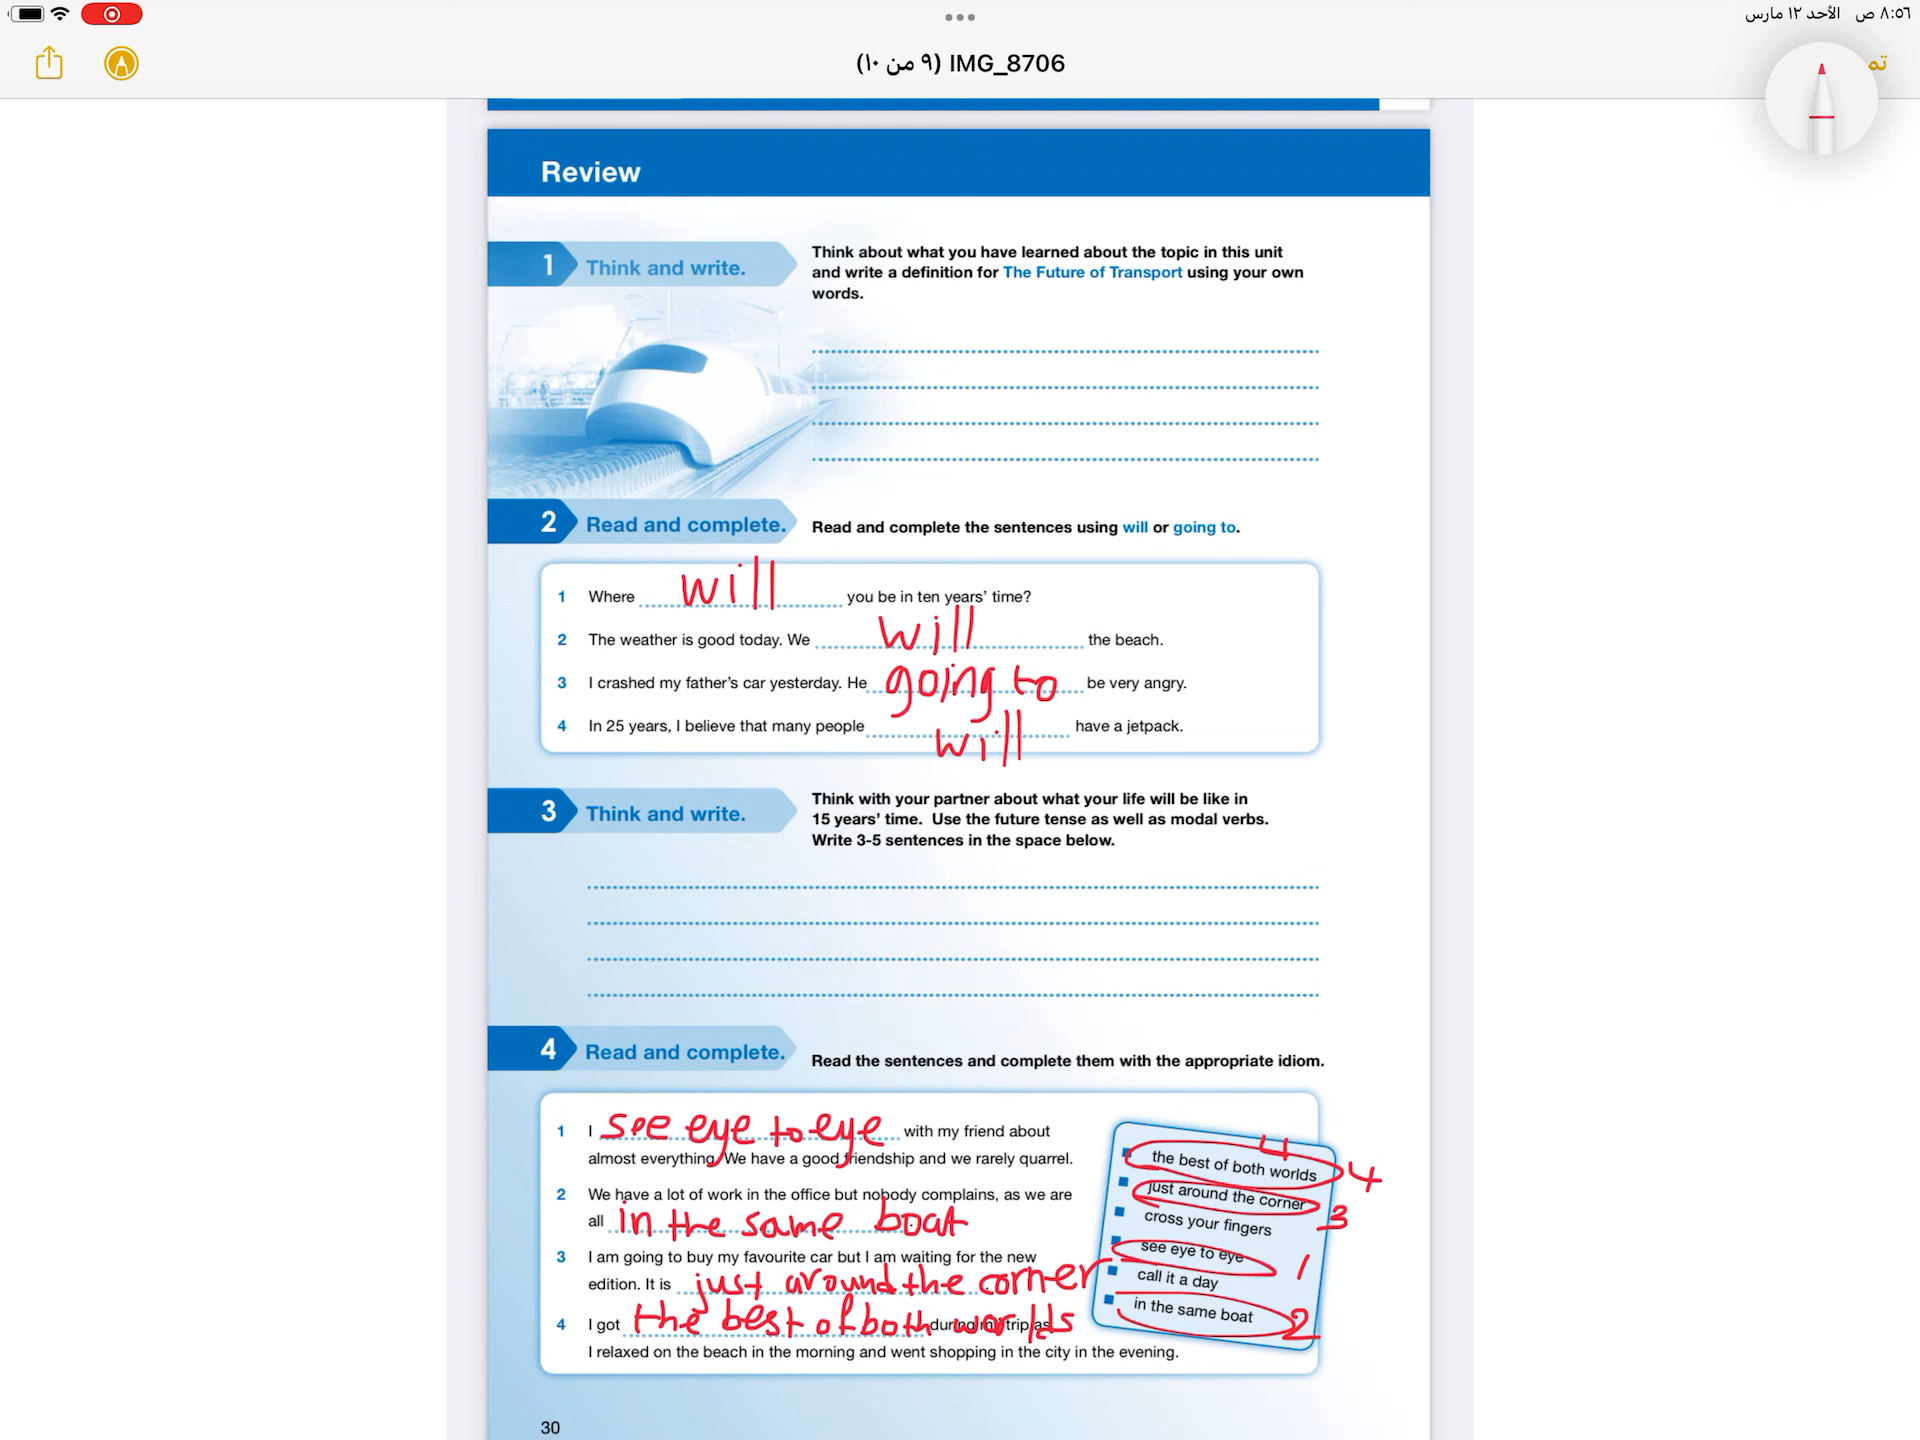 ٨:٥٦ ص الأحد ١٢ مارس
IMG_8706 (٩ من ١٠)
تم
Review
1 Think and write.
Think about what you have learned about the topic in this unit
and write a definition for The Future of Transport using your own
words.
2 Read and complete.
Read and complete the sentences using will or going to.
1 Where will you be in ten years' time?
2 The weather is good today. We will the beach.
3 I crashed my father's car yesterday. He going to be very angry.
4 In 25 years, I believe that many people will have a jetpack.
3 Think and write.
Think with your partner about what your life will be like in
15 years' time. Use the future tense as well as modal verbs.
Write 3-5 sentences in the space below.
4 Read and complete.
Read the sentences and complete them with the appropriate idiom.
1 I see eye to eye with my friend about
almost everything. We have a good friendship and we rarely quarrel.
2 We have a lot of work in the office but nobody complains, as we are
all in the same boat
3 I am going to buy my favourite car but I am waiting for the new
edition. It is just around the corner
4 I got the best of both worlds during my trip as
I relaxed on the beach in the morning and went shopping in the city in the evening.
4
the best of both worlds 4
just around the corner 3
cross your fingers
see eye to eye 1
call it a day
in the same boat 2
30